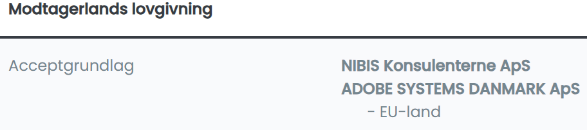 Modtagerlands lovgivning
Acceptgrundlag
NIBIS Konsulenterne ApS
ADOBE SYSTEMS DANMARK ApS
- EU-land